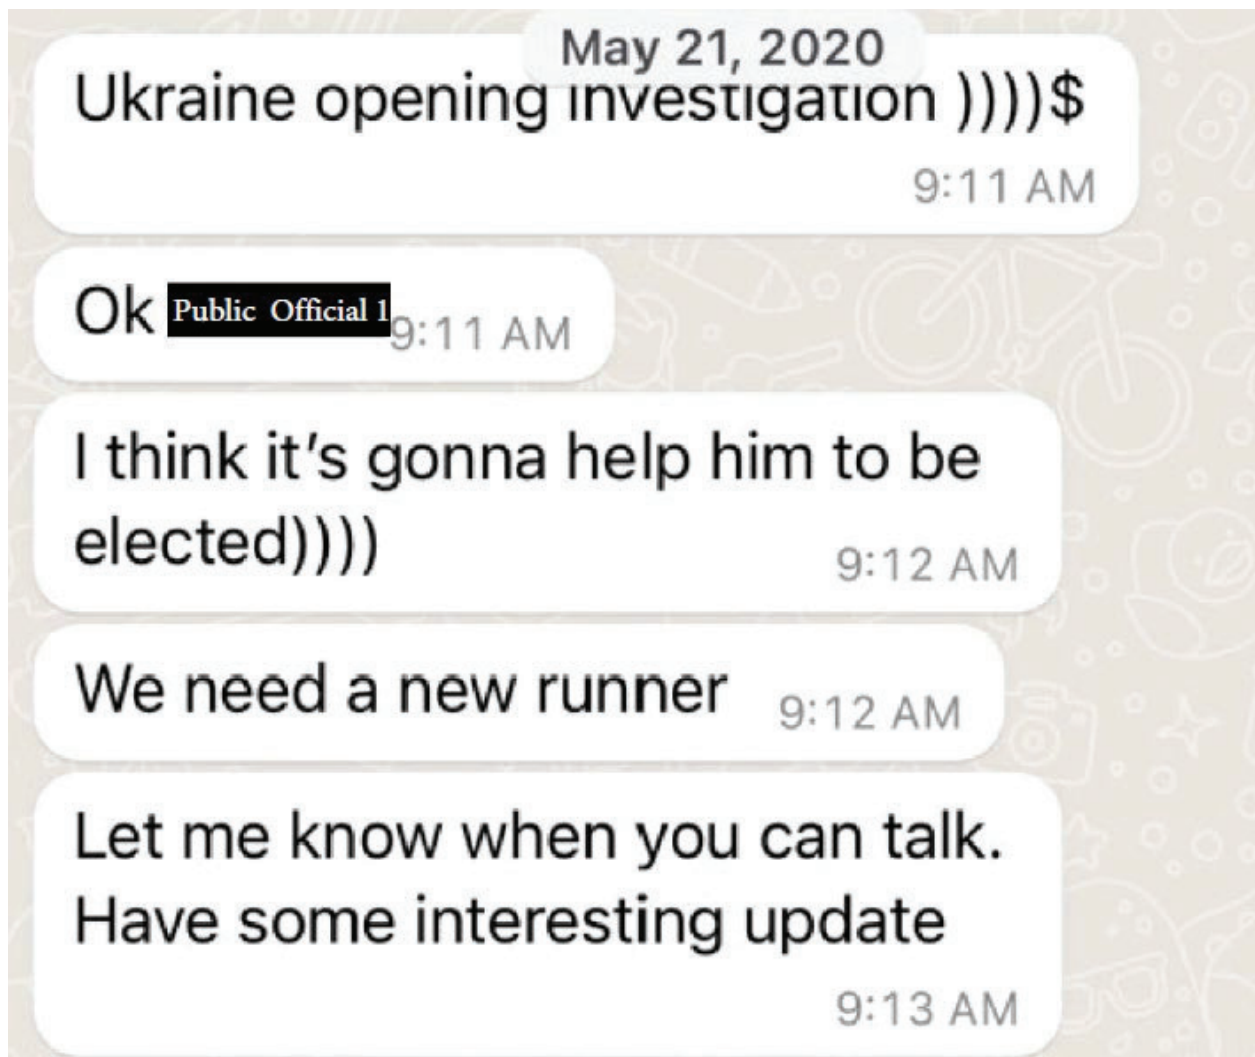 May 21, 2020
Ukraine opening investigation ))))$
9:11 AM
Ok Public Official 1 9:11 AM
I think it's gonna help him to be
elected))))
9:12 AM
We need a new runner 9:12 AM
Let me know when you can talk.
Have some interesting update
9:13 AM